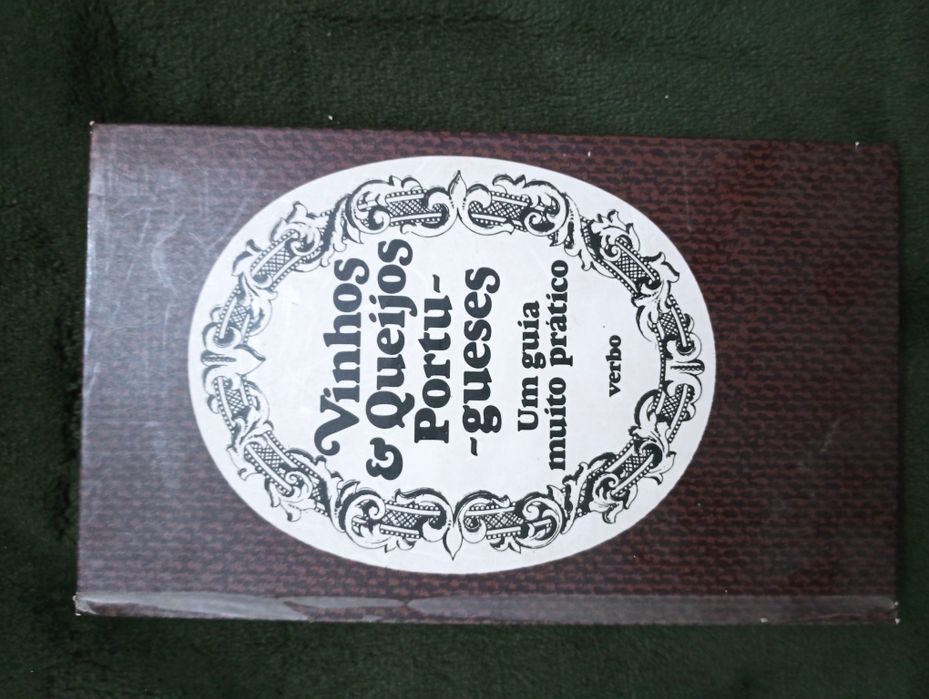 Vinhos
& Queijos
Portu-
-gueses
Um guia
muito prático
verbo